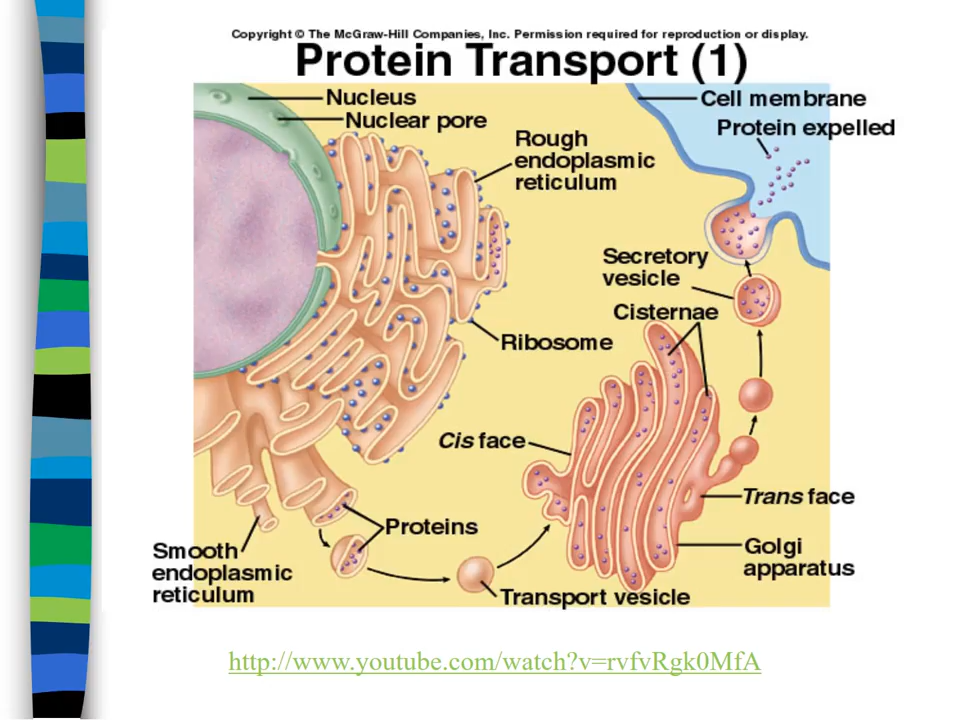 Copyright © The McGraw-Hill Companies, Inc. Permission required for reproduction or display.
Protein Transport (1)
Nucleus
Nuclear pore
Rough
endoplasmic
reticulum
Cell membrane
Protein expelled
Secretory
vesicle
Cisternae
Ribosome
Cis face
Trans face
Proteins
Golgi
apparatus
Smooth
endoplasmic
reticulum
Transport vesicle
http://www.youtube.com/watch?v=rvfvRgk0MfA